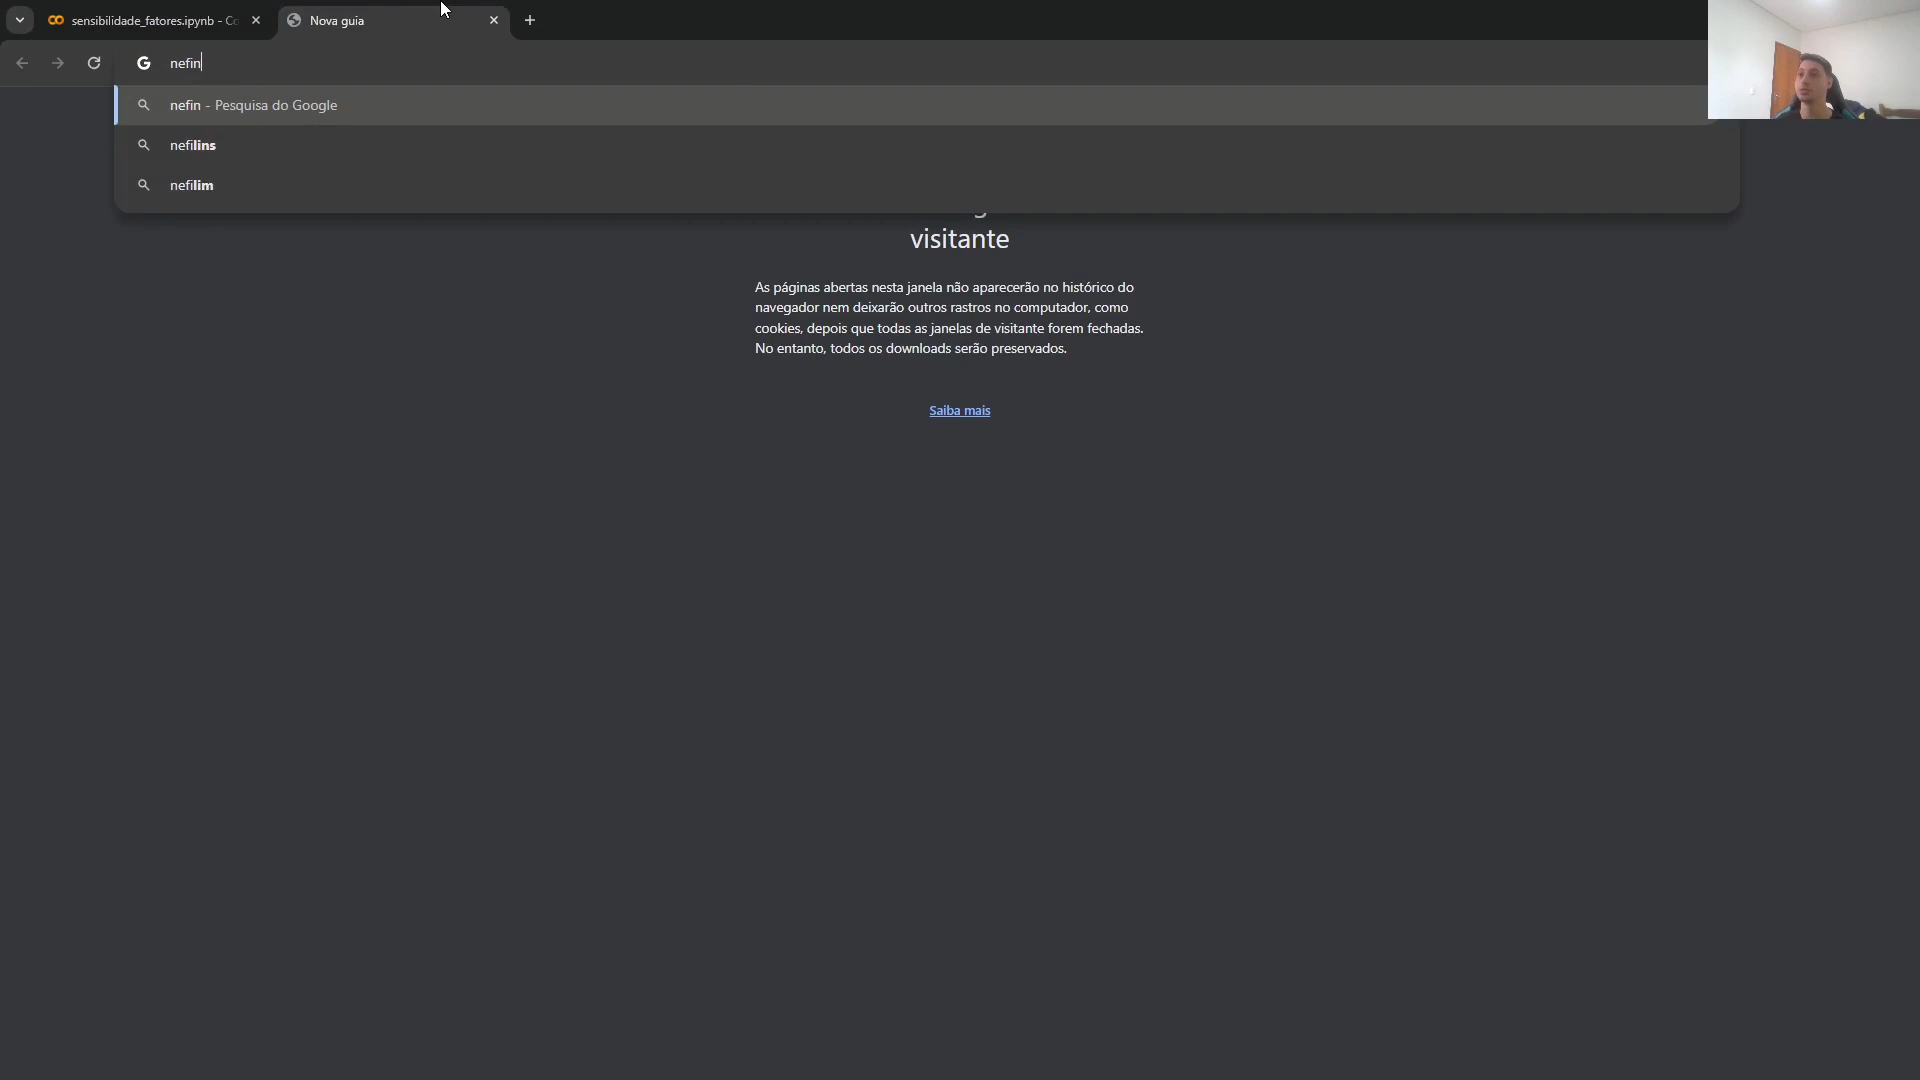 sensibilidade_fatores.ipynb - Co
Nova guia
nefin
nefin - Pesquisa do Google
nefilins
nefilim
visitante
As páginas abertas nesta janela não aparecerão no histórico do
navegador nem deixarão outros rastros no computador, como
cookies, depois que todas as janelas de visitante forem fechadas.
No entanto, todos os downloads serão preservados.
Saiba mais